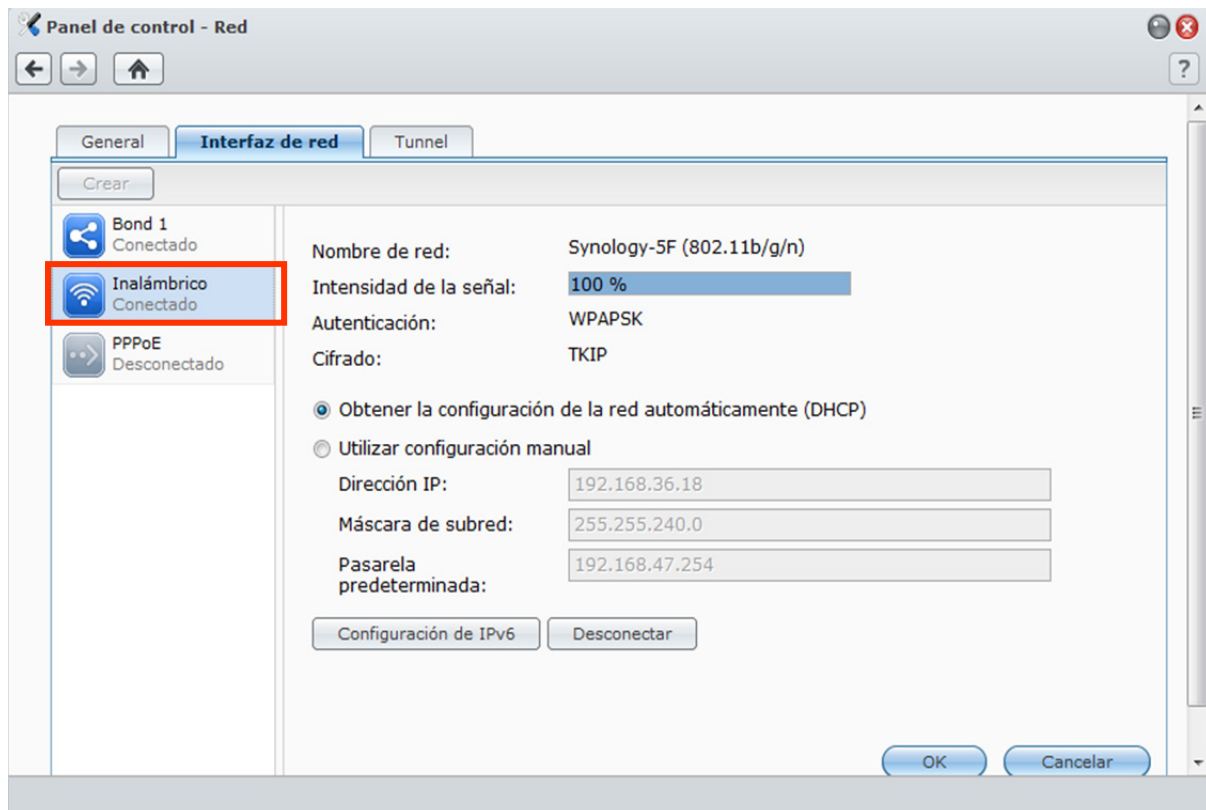 Panel de control - Red
?
General
Interfaz de red
Tunnel
Crear
Bond 1
Conectado
Inalámbrico
Conectado
PPPoE
Desconectado
Nombre de red: Synology-5F (802.11b/g/n)
Intensidad de la señal: 100 %
Autenticación: WPAPSK
Cifrado: TKIP
Obtener la configuración de la red automáticamente (DHCP)
Utilizar configuración manual
Dirección IP: 192.168.36.18
Máscara de subred: 255.255.240.0
Pasarela 192.168.47.254
predeterminada:
Configuración de IPv6 Desconectar
OK Cancelar